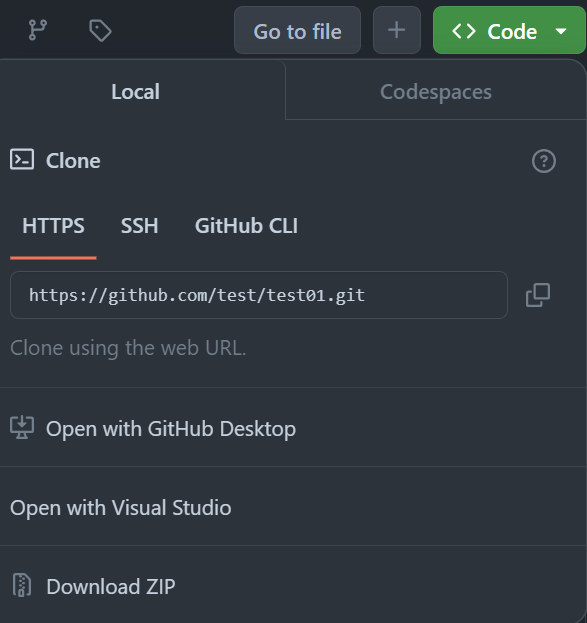 Go to file
+
<> Code
Local
Codespaces
Clone
HTTPS
SSH
GitHub CLI
https://github.com/test/test01.git
Clone using the web URL.
Open with GitHub Desktop
Open with Visual Studio
Download ZIP